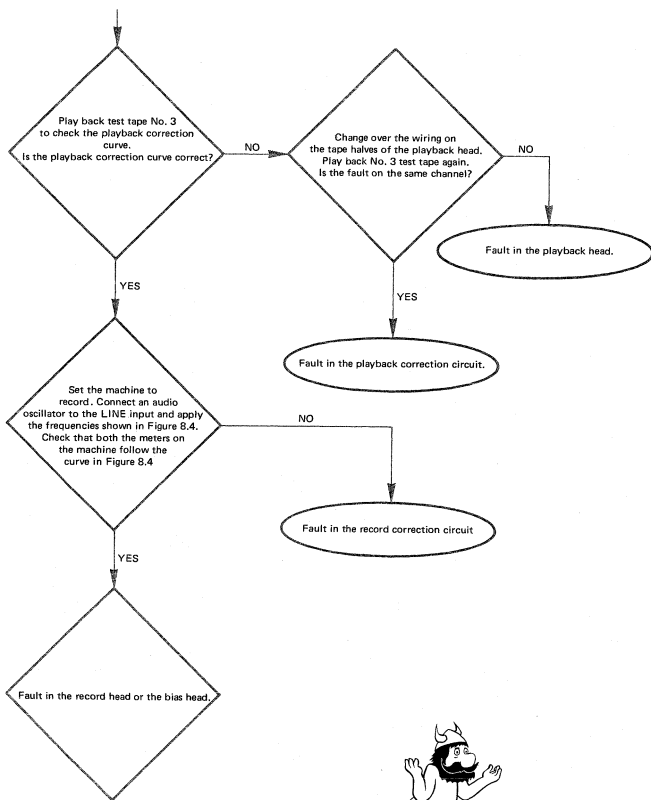 Play back test tape No. 3
to check the playback correction
curve.
Is the playback correction curve correct?
NO
Change over the wiring on
the tape halves of the playback head.
Play back No. 3 test tape again.
Is the fault on the same channel?
NO
Fault in the playback head.
YES
YES
Fault in the playback correction circuit.
Set the machine to
record. Connect an audio
oscillator to the LINE input and apply
the frequencies shown in Figure 8.4.
Check that both the meters on
the machine follow the
curve in Figure 8.4
NO
Fault in the record correction circuit
YES
Fault in the record head or the bias head.